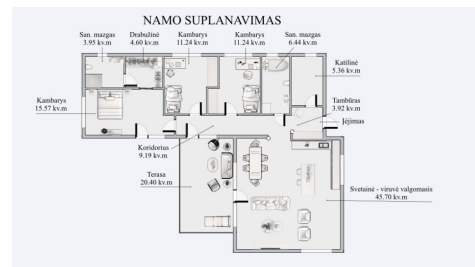 NAMO SUPLANAVIMAS
San. mazgas
3.95 kv.m
Drabužinė
4.60 kv.m
Kambarys
11.24 kv.m
Kambarys
11.24 kv.m
San. mazgas
6.44 kv.m
Katilinė
5.36 kv.m
Kambarys
15.57 kv.m
Tambūras
3.92 kv.m
Įėjimas
Koridorius
9.19 kv.m
Terasa
20.40 kv.m
Svetainė - viruvė valgomasis
45.70 kv.m